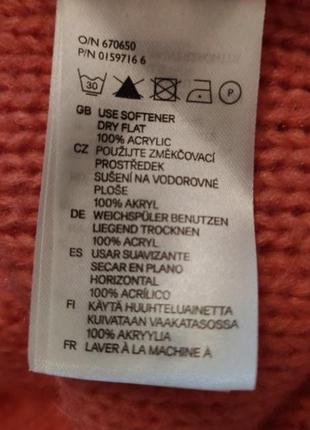 O/N 670650
P/N 0159716 6
30 P
GB USE SOFTENER
DRY FLAT
100% ACRYLIC
CZ POUŽIJTE ZMĚKČOVACÍ
PROSTŘEDEK
SUŠENÍ NA VODOROVNÉ
PLOŠE
100% AKRYL
DE WEICHSPÜLER BENUTZEN
LIEGEND TROCKNEN
100% ACRYL
ES USAR SUAVIZANTE
SECAR EN PLANO
HORIZONTAL
100% ACRÍLICO
FI KÄYTÄ HUUHTELUAINETTA
KUIVATAAN VAAKATASOSSA
100% AKRYYLIA
FR LAVER À LA MACHINE À